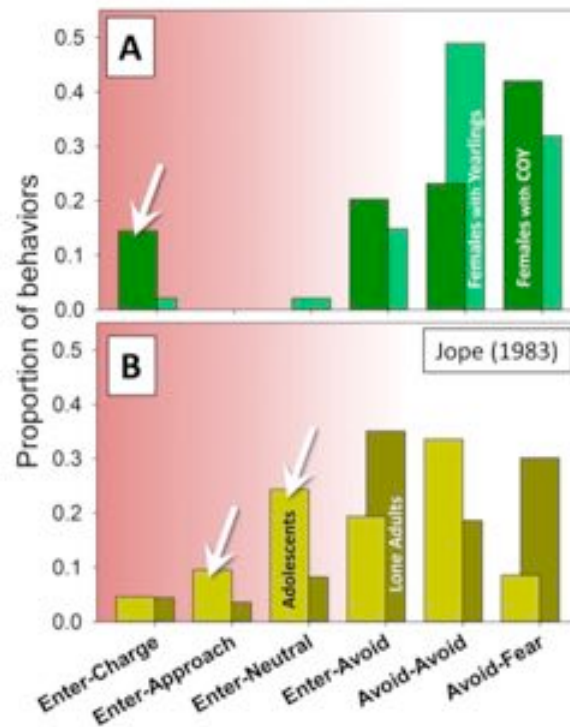 A
0.5
0.4
0.3
0.2
0.1
0.0
Females with Yearlings
Females with COY
Proportion of behaviors
B
Jope (1983)
0.5
0.4
0.3
0.2
0.1
0.0
Adolescents
Lone Adults
Enter-Charge
Enter-Approach
Enter-Neutral
Enter-Avoid
Avoid-Avoid
Avoid-Fear